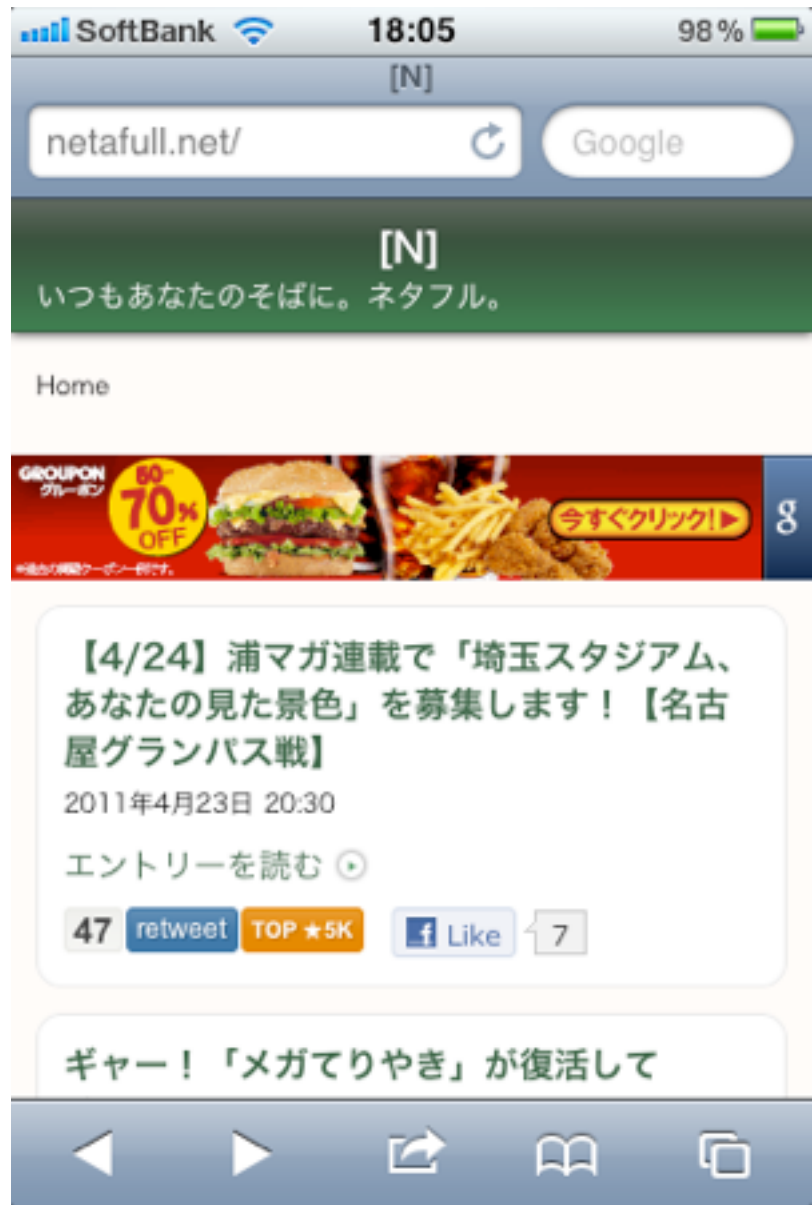 SoftBank 18:05 98%
[N]
netafull.net/ Google
[N]
いつもあなたのそばに。ネタフル。
Home
GROUPON
グルーポン
50-
70%
OFF
今すぐクリック!
g
【4/24】浦マガ連載で「埼玉スタジアム、
あなたの見た景色」を募集します！【名古
屋グランパス戦】
2011年4月23日 20:30
エントリーを読む
47 retweet TOP ★5K f Like 7
ギャー！「メガてりやき」が復活して